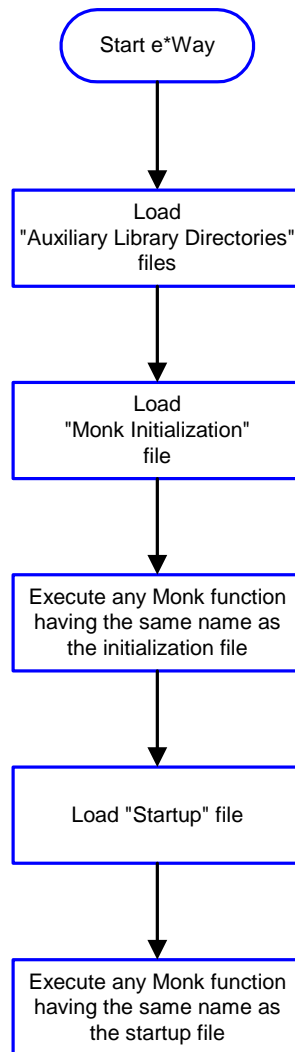 Start e*Way
Load
"Auxiliary Library Directories"
files
Load
"Monk Initialization"
file
Execute any Monk function
having the same name as
the initialization file
Load "Startup" file
Execute any Monk function
having the same name as
the startup file